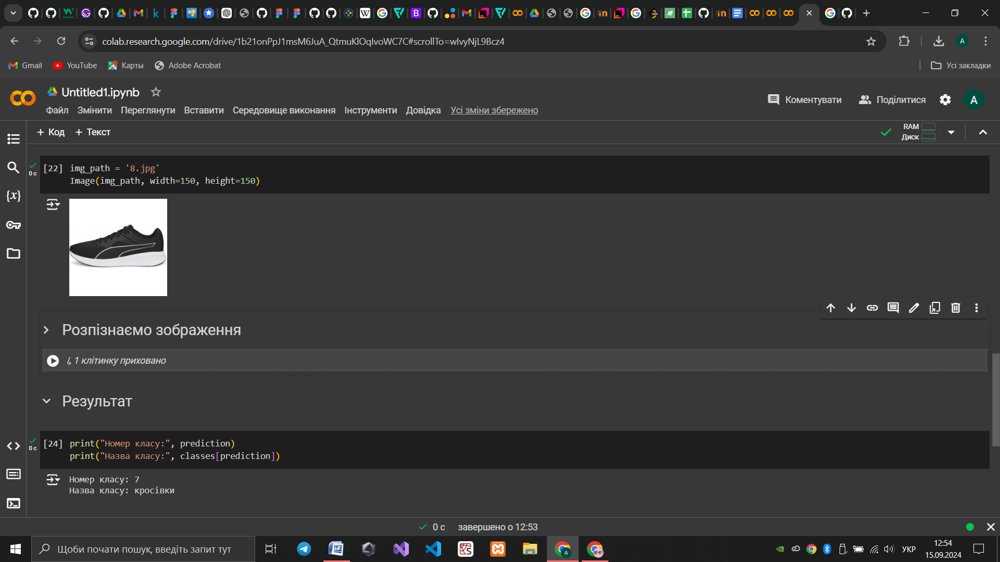 colab.research.google.com/drive/1b21onPpJ1msM6JuA_QtmuKlOqIvoWC7C#scrollTo=wIvyNjL9Bcz4
A
Gmail
YouTube
Карты
Adobe Acrobat
Усі закладки
Untitled1.ipynb
Файл Змінити Переглянути Вставити Середовище виконання Інструменти Довідка Усі зміни збережено
Коментувати
Поділитися
A
+ Код + Текст
RAM
Диск
{x}
0 с
[22] img_path = '8.jpg'
Image(img_path, width=150, height=150)
Розпізнаємо зображення
↳ 1 клітинку приховано
Результат
0 с
[24] print("Номер класу:", prediction)
print("Назва класу:", classes[prediction])
Номер класу: 7
Назва класу: кросівки
0 с завершено о 12:53
Щоби почати пошук, введіть запит тут
УКР
12:54
15.09.2024